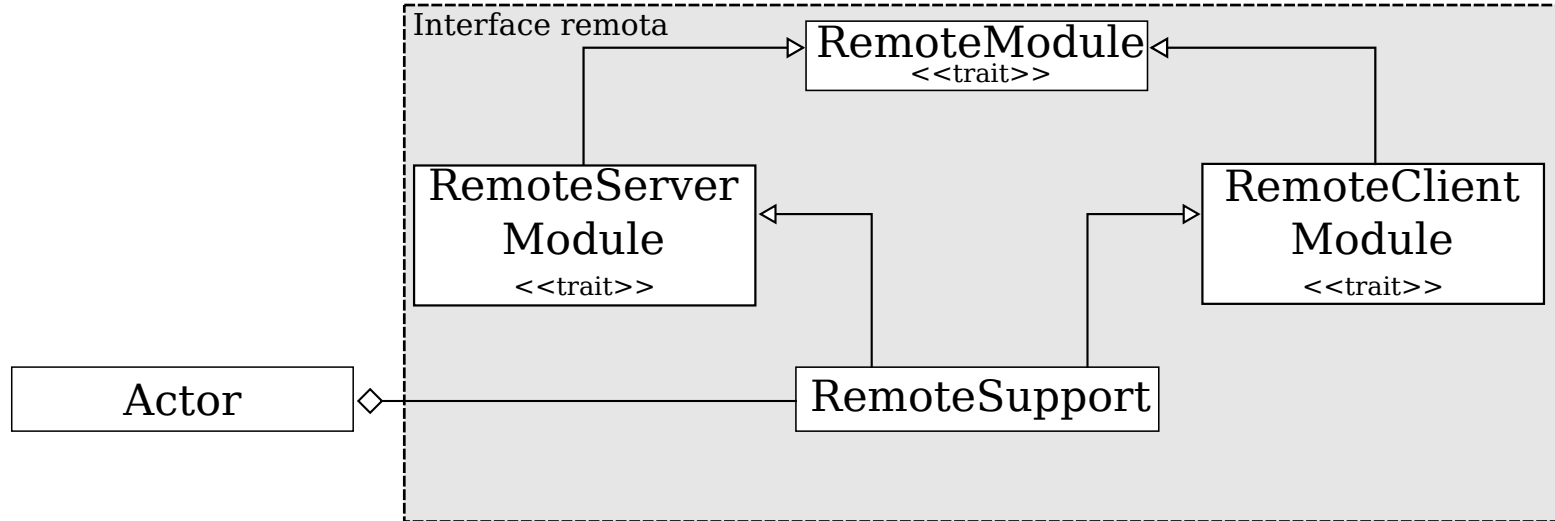 Interface remota
RemoteModule
<<trait>>
RemoteServer
Module
<<trait>>
RemoteClient
Module
<<trait>>
Actor
RemoteSupport